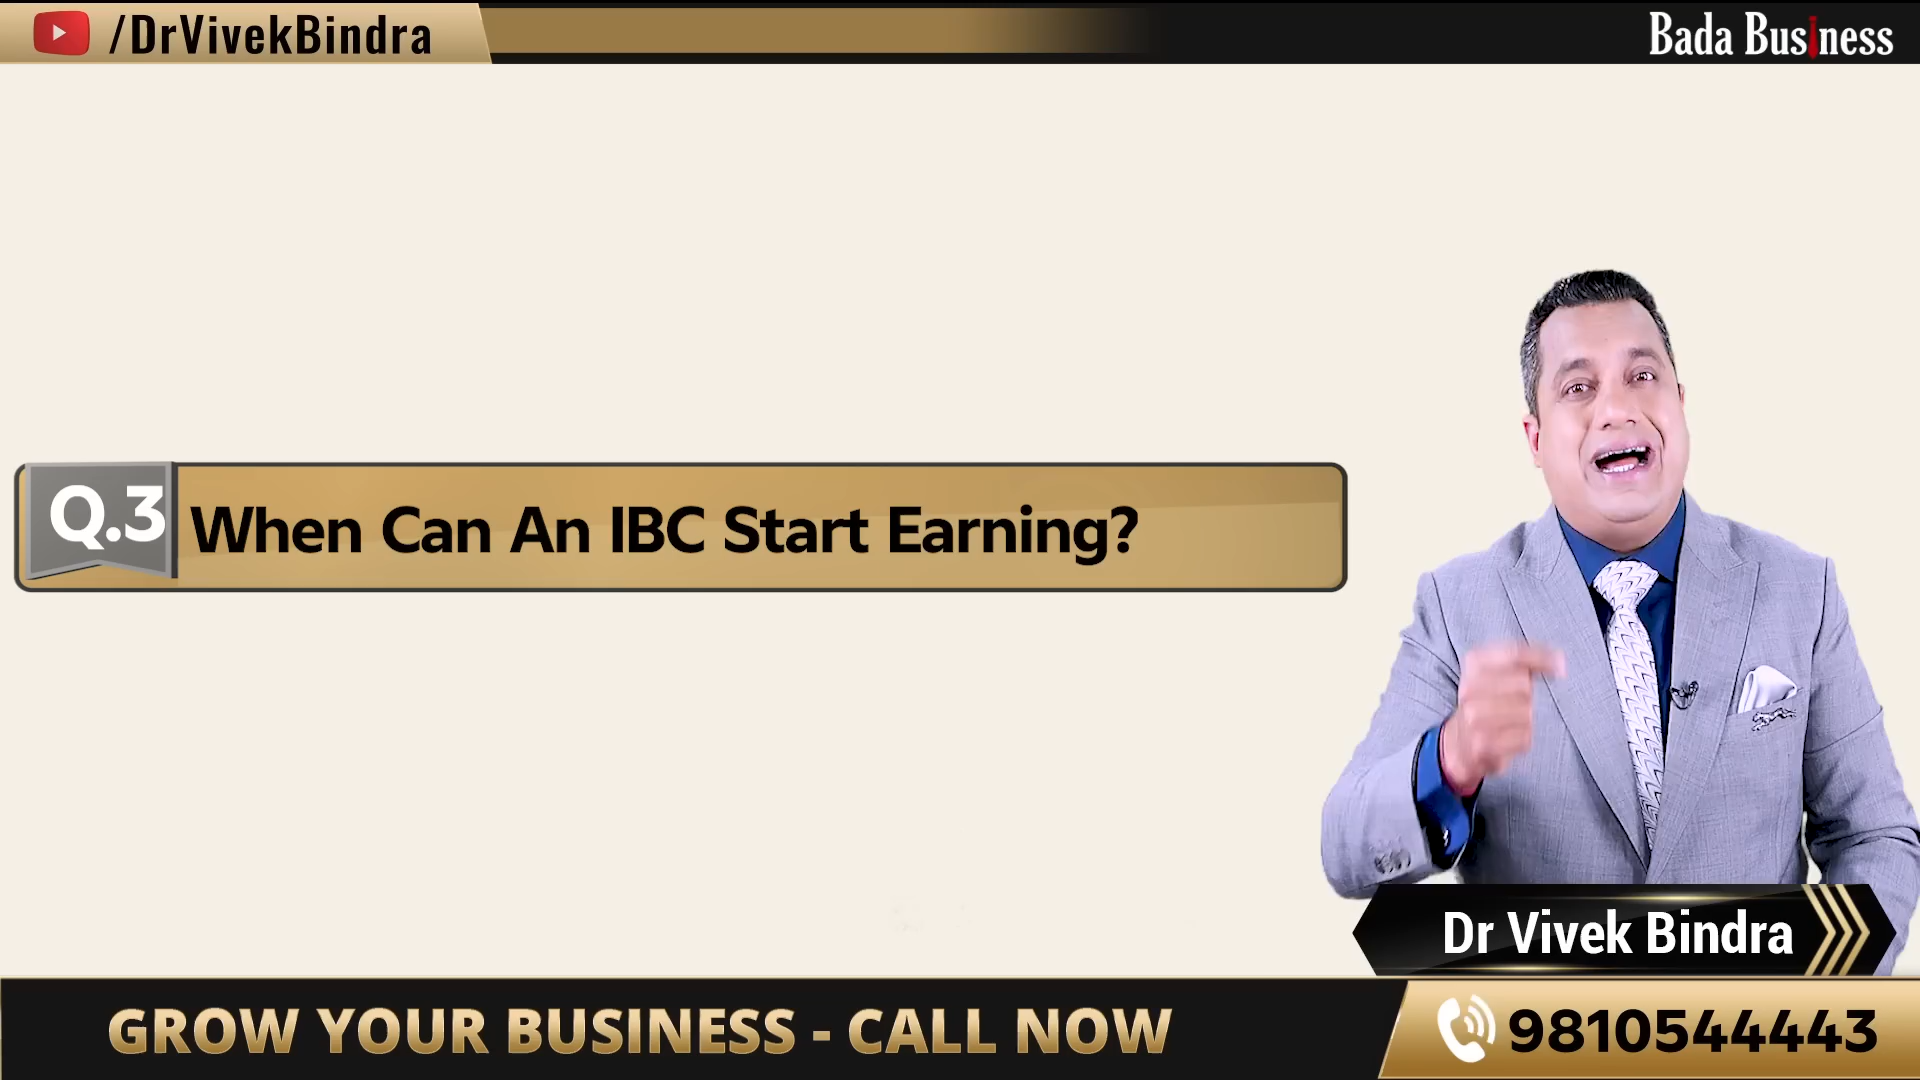 /DrVivekBindra
Bada Business
Q.3
When Can An IBC Start Earning?
Dr Vivek Bindra
GROW YOUR BUSINESS - CALL NOW
9810544443